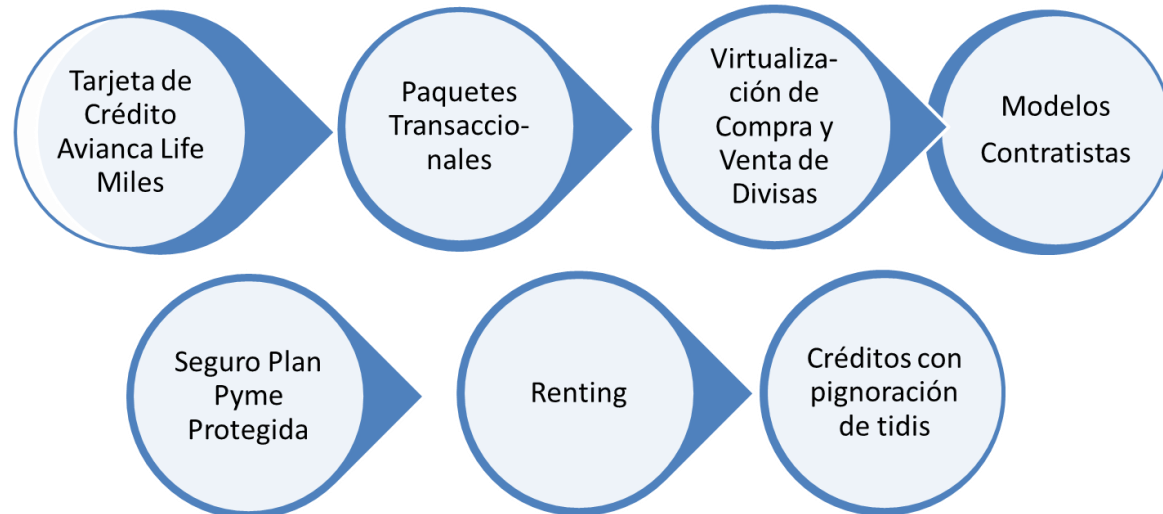 Tarjeta de
Crédito
Avianca Life
Miles
Paquetes
Transaccio-
nales
Virtualiza-
ción de
Compra y
Venta de
Divisas
Modelos
Contratistas
Seguro Plan
Pyme
Protegida
Renting
Créditos con
pignoración
de tidis